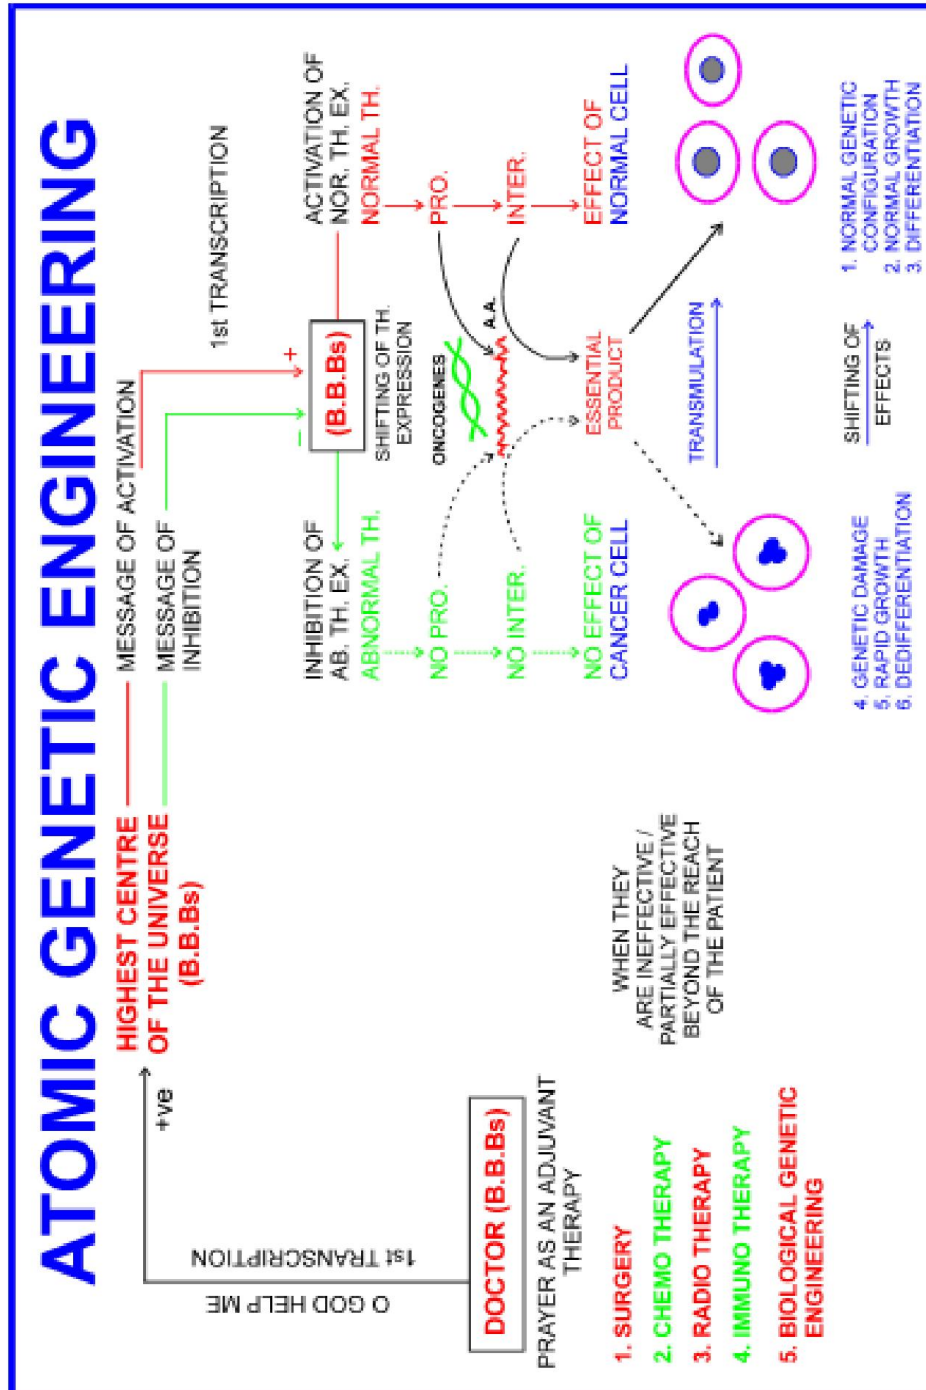 ATOMIC GENETIC ENGINEERING
HIGHEST CENTRE
OF THE UNIVERSE
(B.B.Bs)
MESSAGE OF ACTIVATION
MESSAGE OF
INHIBITION
+ve
O GOD HELP ME
1st TRANSCRIPTION
DOCTOR (B.B.Bs)
PRAYER AS AN ADJUVANT
THERAPY
1. SURGERY
2. CHEMO THERAPY
3. RADIO THERAPY
4. IMMUNO THERAPY
5. BIOLOGICAL GENETIC
ENGINEERING
WHEN THEY
ARE INEFFECTIVE /
PARTIALLY EFFECTIVE
BEYOND THE REACH
OF THE PATIENT
1st TRANSCRIPTION
–
+
(B.B.Bs)
SHIFTING OF TH.
EXPRESSION
INHIBITION OF
AB. TH. EX.
ABNORMAL TH.
NO PRO.
NO INTER.
NO EFFECT OF
CANCER CELL
ACTIVATION OF
NOR. TH. EX.
NORMAL TH.
PRO.
INTER.
EFFECT OF
NORMAL CELL
ONCOGENES
A.A.
ESSENTIAL
PRODUCT
TRANSMULATION
4. GENETIC DAMAGE
5. RAPID GROWTH
6. DEDIFFERENTIATION
SHIFTING OF
EFFECTS
1. NORMAL GENETIC
CONFIGURATION
2. NORMAL GROWTH
3. DIFFERENTIATION